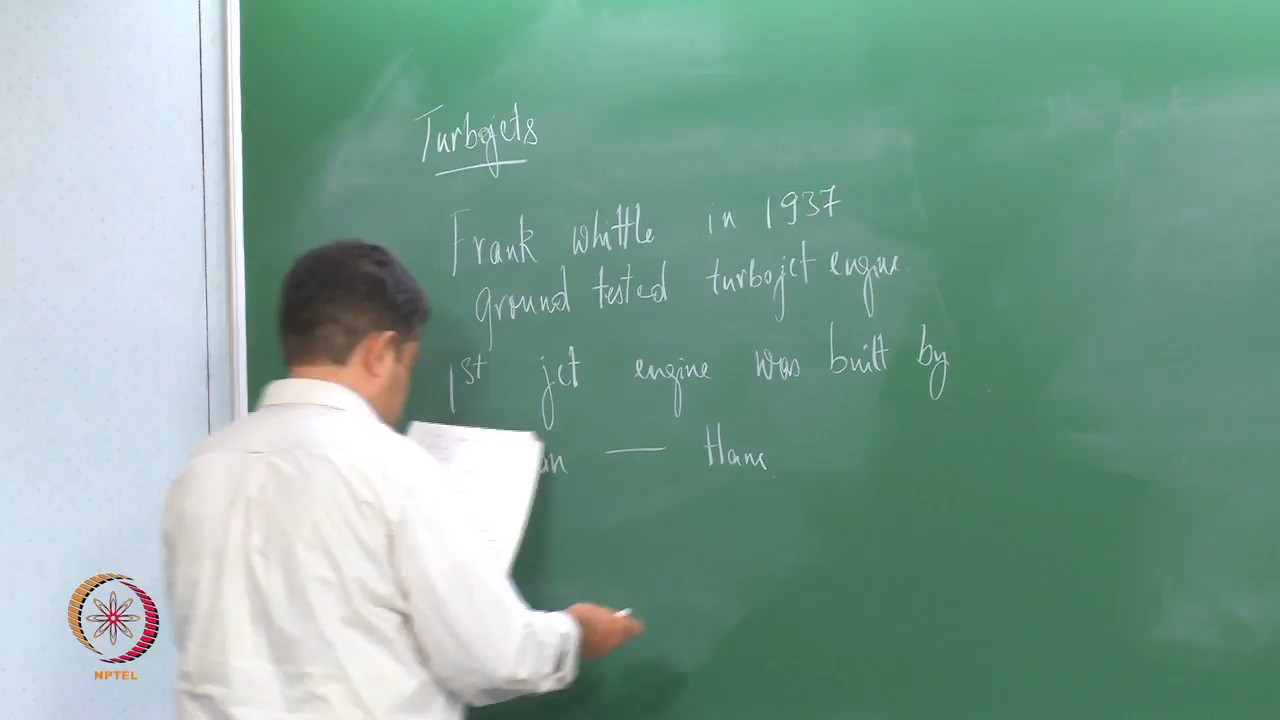 Turbojets
Frank whittle in 1937
ground tested turbojet engine
1st jet engine was built by
an — Hans
NPTEL